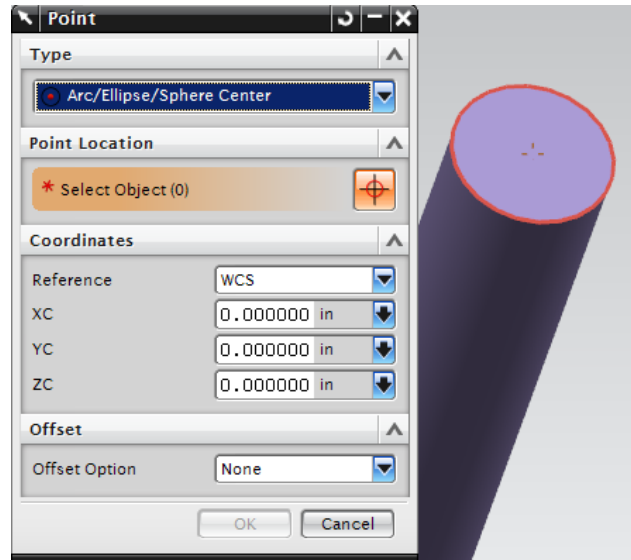 Point
Type
Arc/Ellipse/Sphere Center
Point Location
* Select Object (0)
Coordinates
Reference WCS
XC 0.000000 in
YC 0.000000 in
ZC 0.000000 in
Offset
Offset Option None
OK Cancel